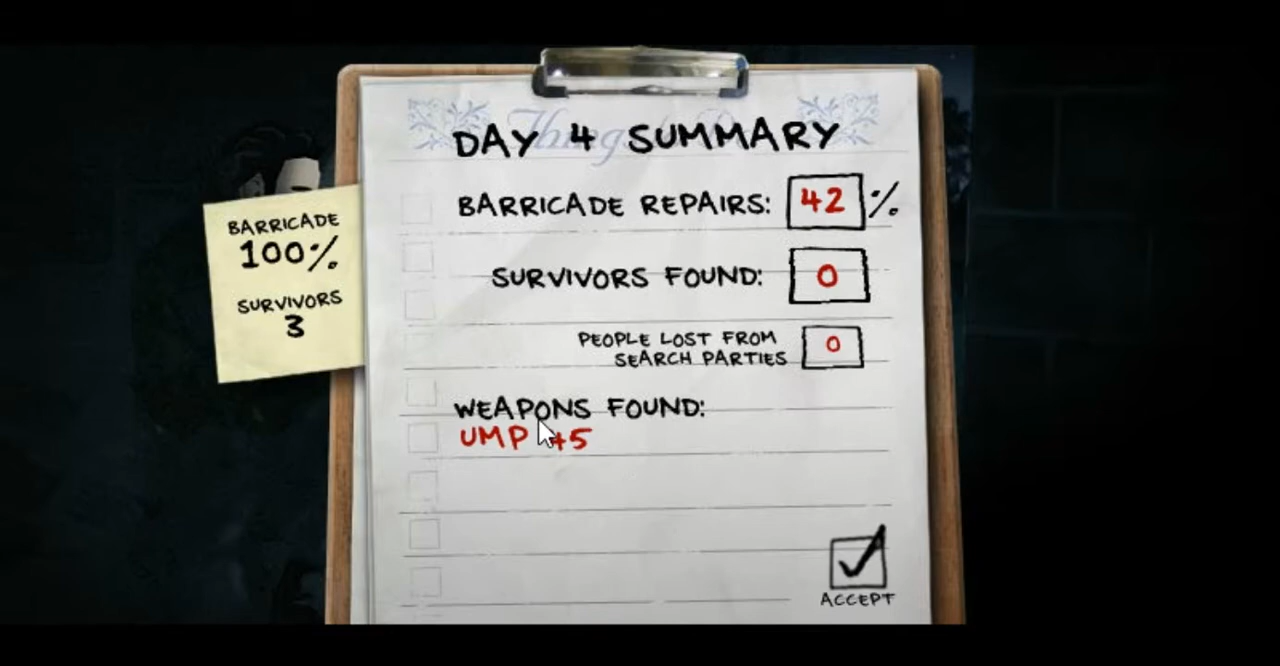 Things
DAY 4 SUMMARY
BARRICADE REPAIRS: 42 %
BARRICADE
100%
SURVIVORS
3
SURVIVORS FOUND: 0
PEOPLE LOST FROM
SEARCH PARTIES 0
WEAPONS FOUND:
UMP 45
ACCEPT